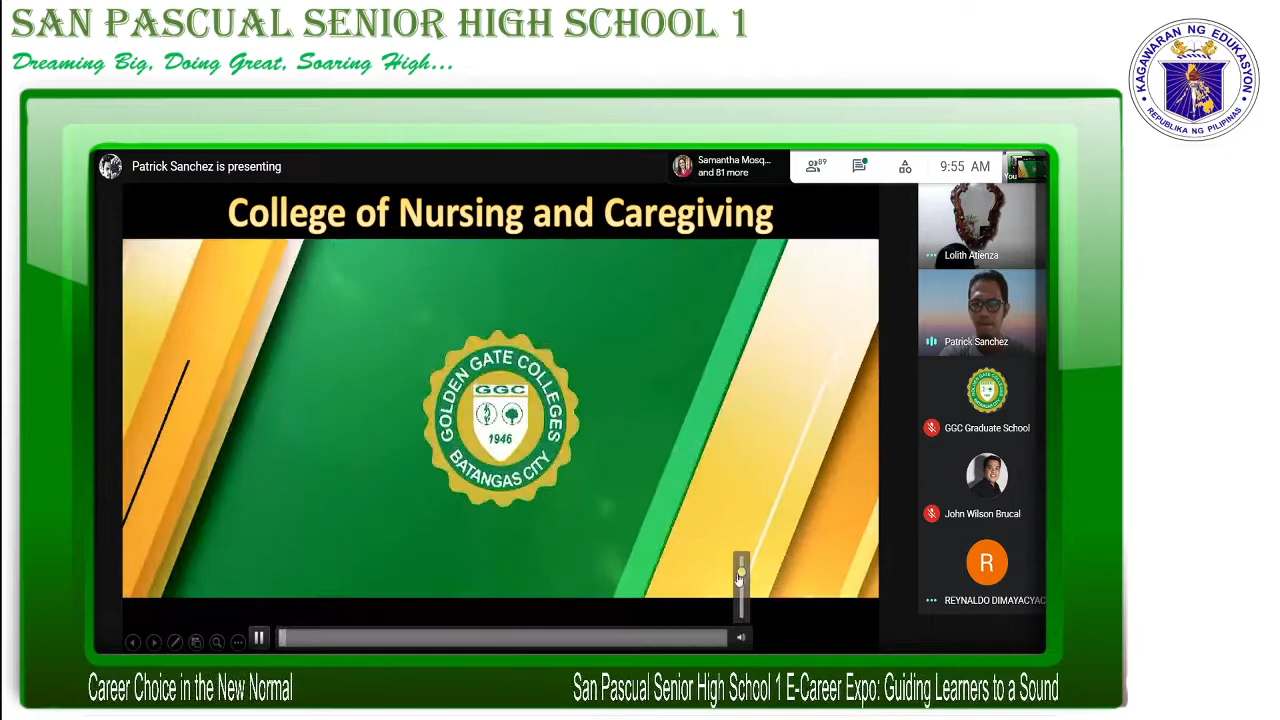 SAN PASCUAL SENIOR HIGH SCHOOL 1
Dreaming Big, Doing Great, Soaring High...
KAGAWARAN NG EDUKASYON
REPUBLIKA NG PILIPINAS
Patrick Sanchez is presenting
Samantha Mosq...
and 81 more
89
9:55 AM
You
College of Nursing and Caregiving
GOLDEN GATE COLLEGES
GGC
1946
BATANGAS CITY
Lolith Atienza
Patrick Sanchez
GGC Graduate School
John Wilson Brucal
R
REYNALDO DIMAYACYAC
Career Choice in the New Normal
San Pascual Senior High School 1 E-Career Expo: Guiding Learners to a Sound